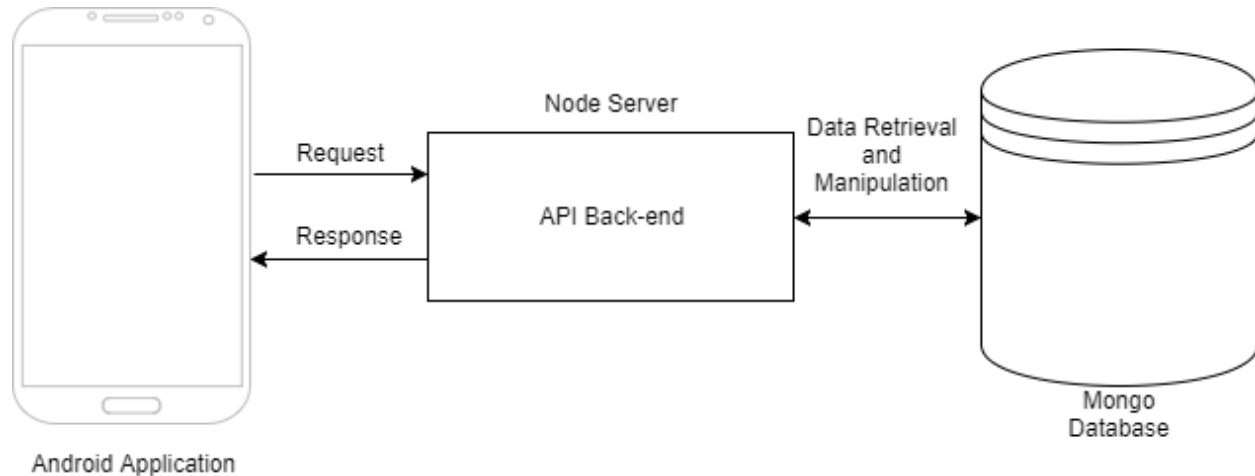 Node Server
Request
Response
API Back-end
Data Retrieval
and
Manipulation
Mongo
Database
Android Application